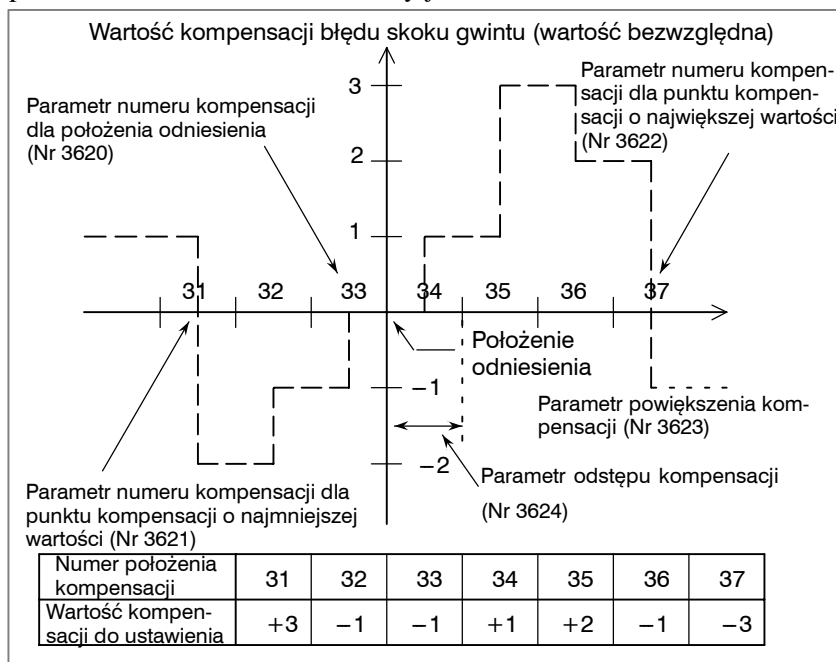 Wartość kompensacji błędu skoku gwintu (wartość bezwzględna)
Parametr numeru kompensacji
dla położenia odniesienia
(Nr 3620)
Parametr numeru kompen-
sacji dla punktu kompen-
sacji o największej wartości
(Nr 3622)
3
2
1
31 32 33 34 35 36 37
Położenie
odniesienia
−1
−2
Parametr powiększenia kom-
pensacji (Nr 3623)
Parametr odstępu kompensacji
(Nr 3624)
Parametr numeru kompensacji dla
punktu kompensacji o najmniejszej
wartości (Nr 3621)
Numer położenia
kompensacji
31 32 33 34 35 36 37
Wartość kompen-
sacji do ustawienia
+3 −1 −1 +1 +2 −1 −3